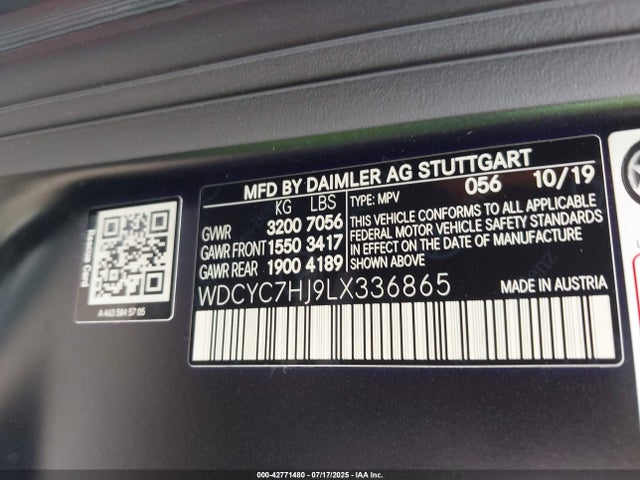 MFD BY DAIMLER AG STUTTGART
KG LBS
GVWR 3200 7056
GAWR FRONT 1550 3417
GAWR REAR 1900 4189
TYPE: MPV 056 10/19
THIS VEHICLE CONFORMS TO ALL APPLICABLE
FEDERAL MOTOR VEHICLE SAFETY STANDARDS
IN EFFECT ON THE DATE OF MANUFACTURE
SHOWN ABOVE
WDCYC7HJ9LX336865
MADE IN AUSTRIA
Rescue Card
A 463 584 57 05
000-42771480 - 07/17/2025 - IAA Inc.